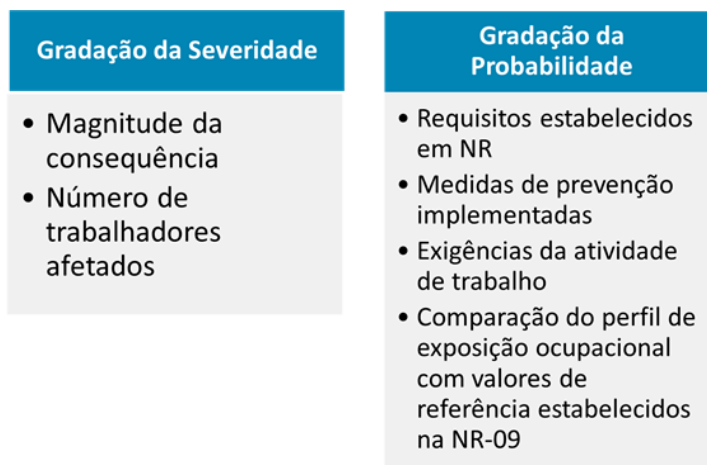 Gradação da Severidade
• Magnitude da
consequência
• Número de
trabalhadores
afetados
Gradação da
Probabilidade
• Requisitos estabelecidos
em NR
• Medidas de prevenção
implementadas
• Exigências da atividade
de trabalho
• Comparação do perfil de
exposição ocupacional
com valores de
referência estabelecidos
na NR-09